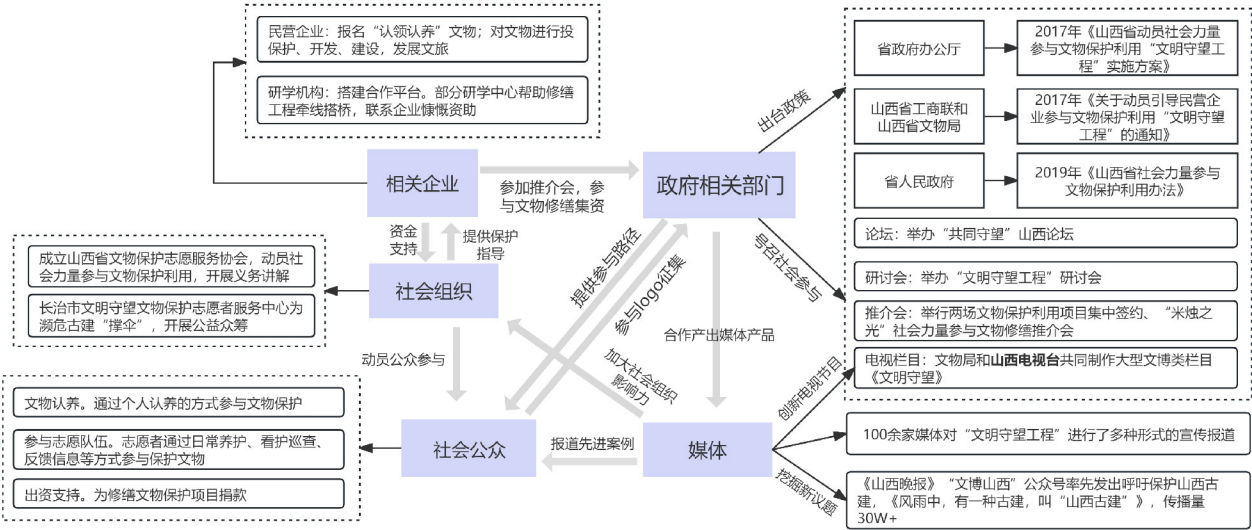 民营企业：报名“认领认养”文物；对文物进行投
保护、开发、建设，发展文旅
研学机构：搭建合作平台。部分研学中心帮助修缮
工程牵线搭桥，联系企业慷慨资助
省政府办公厅
2017年《山西省动员社会力量
参与文物保护利用“文明守望工
程”实施方案》
山西省工商联和
山西省文物局
2017年《关于动员引导民营企
业参与文物保护利用“文明守望
工程”的通知》
省人民政府
2019年《山西省社会力量参与
文物保护利用办法》
出台政策
相关企业
参加推介会，参
与文物修缮集资
政府相关部门
资金
支持
提供保护
指导
号召社会参与
论坛：举办“共同守望”山西论坛
研讨会：举办“文明守望工程”研讨会
推介会：举行两场文物保护利用项目集中签约、“米烛之
光”社会力量参与文物修缮推介会
电视栏目：文物局和山西电视台共同制作大型文博类栏目
《文明守望》
成立山西省文物保护志愿服务协会，动员社
会力量参与文物保护利用，开展义务讲解
长治市文明守望文物保护志愿者服务中心为
濒危古建“撑伞”，开展公益众筹
社会组织
提供参与路径
参与logo征集
合作产出媒体产品
动员公众参与
加大社会组织
影响力
创新电视节目
文物认养。通过个人认养的方式参与文物保护
参与志愿队伍。志愿者通过日常养护、看护巡查、
反馈信息等方式参与保护文物
出资支持。为修缮文物保护项目捐款
社会公众
报道先进案例
媒体
100余家媒体对“文明守望工程”进行了多种形式的宣传报道
挖掘新议题
《山西晚报》“文博山西”公众号率先发出呼吁保护山西古
建，《风雨中，有一种古建，叫“山西古建”》，传播量
30W+